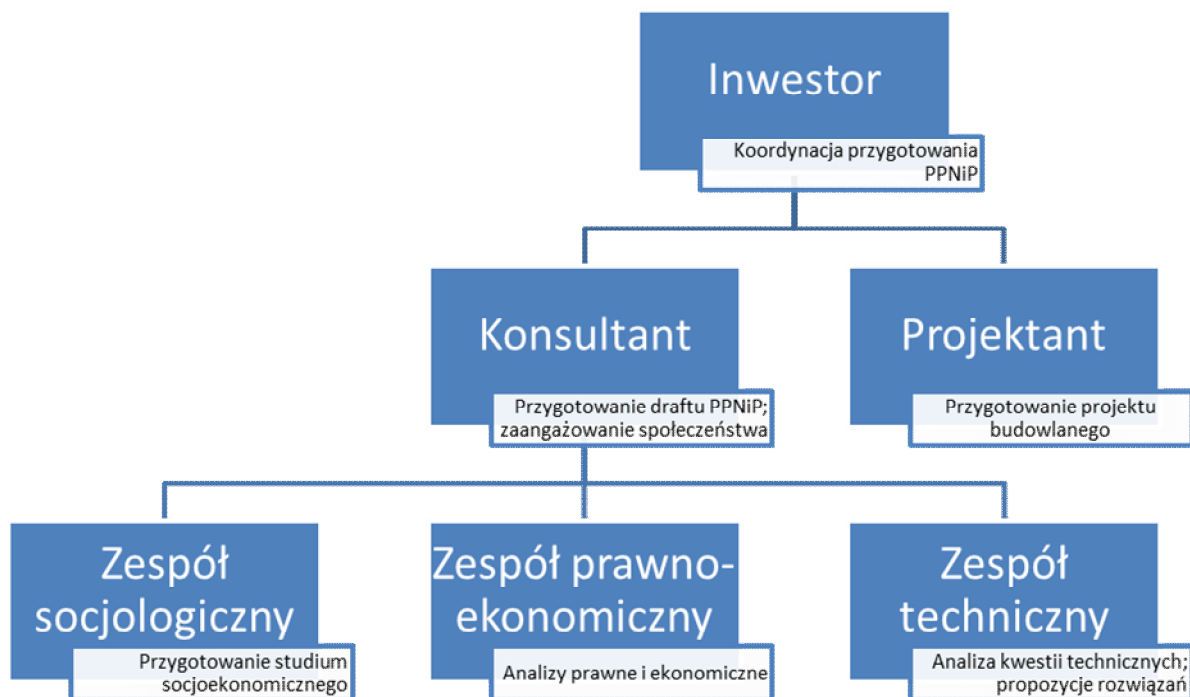 Inwestor
Koordynacja przygotowania
PPNiP
Konsultant
Przygotowanie draftu PPNiP;
zaangażowanie społeczeństwa
Projektant
Przygotowanie projektu
budowlanego
Zespół
socjologiczny
Przygotowanie studium
socjoekonomicznego
Zespół prawno-
ekonomiczny
Analizy prawne i ekonomiczne
Zespół
techniczny
Analiza kwestii technicznych;
propozycje rozwiązań